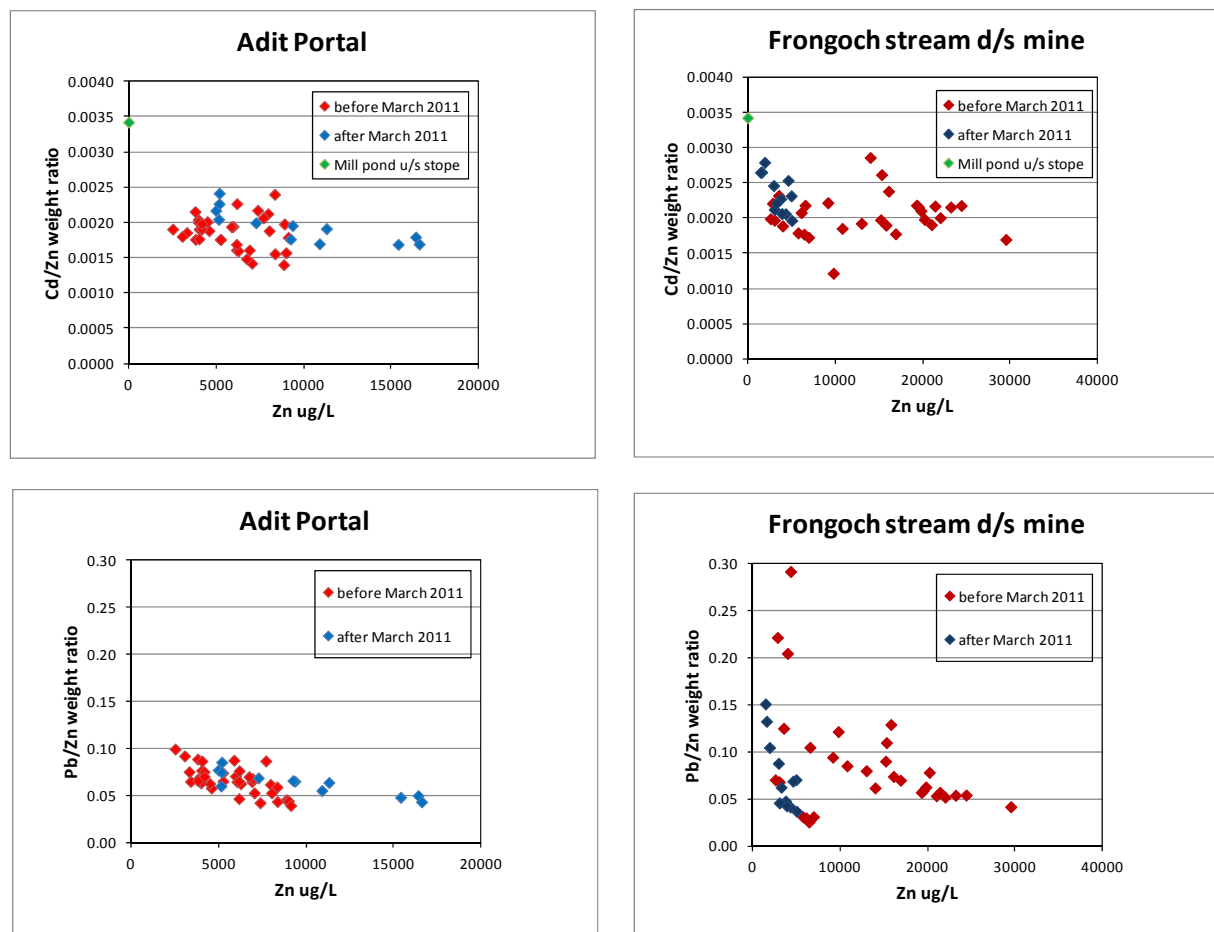 Adit Portal
Cd/Zn weight ratio
0.0040
0.0035
0.0030
0.0025
0.0020
0.0015
0.0010
0.0005
0.0000
before March 2011
after March 2011
Mill pond u/s stope
0 5000 10000 15000 20000
Zn ug/L
Frongoch stream d/s mine
Cd/Zn weight ratio
0.0040
0.0035
0.0030
0.0025
0.0020
0.0015
0.0010
0.0005
0.0000
before March 2011
after March 2011
Mill pond u/s stope
0 10000 20000 30000 40000
Zn ug/L
Adit Portal
Pb/Zn weight ratio
0.30
0.25
0.20
0.15
0.10
0.05
0.00
before March 2011
after March 2011
0 5000 10000 15000 20000
Zn ug/L
Frongoch stream d/s mine
Pb/Zn weight ratio
0.30
0.25
0.20
0.15
0.10
0.05
0.00
before March 2011
after March 2011
0 10000 20000 30000 40000
Zn ug/L